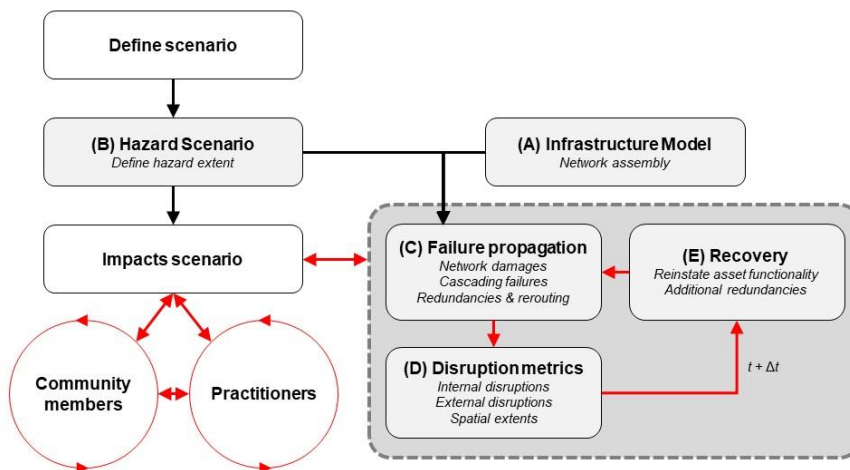 Define scenario
(B) Hazard Scenario
Define hazard extent
(A) Infrastructure Model
Network assembly
Impacts scenario
(C) Failure propagation
Network damages
Cascading failures
Redundancies & rerouting
(E) Recovery
Reinstate asset functionality
Additional redundancies
Community
members
Practitioners
(D) Disruption metrics
Internal disruptions
External disruptions
Spatial extents
t + Δt